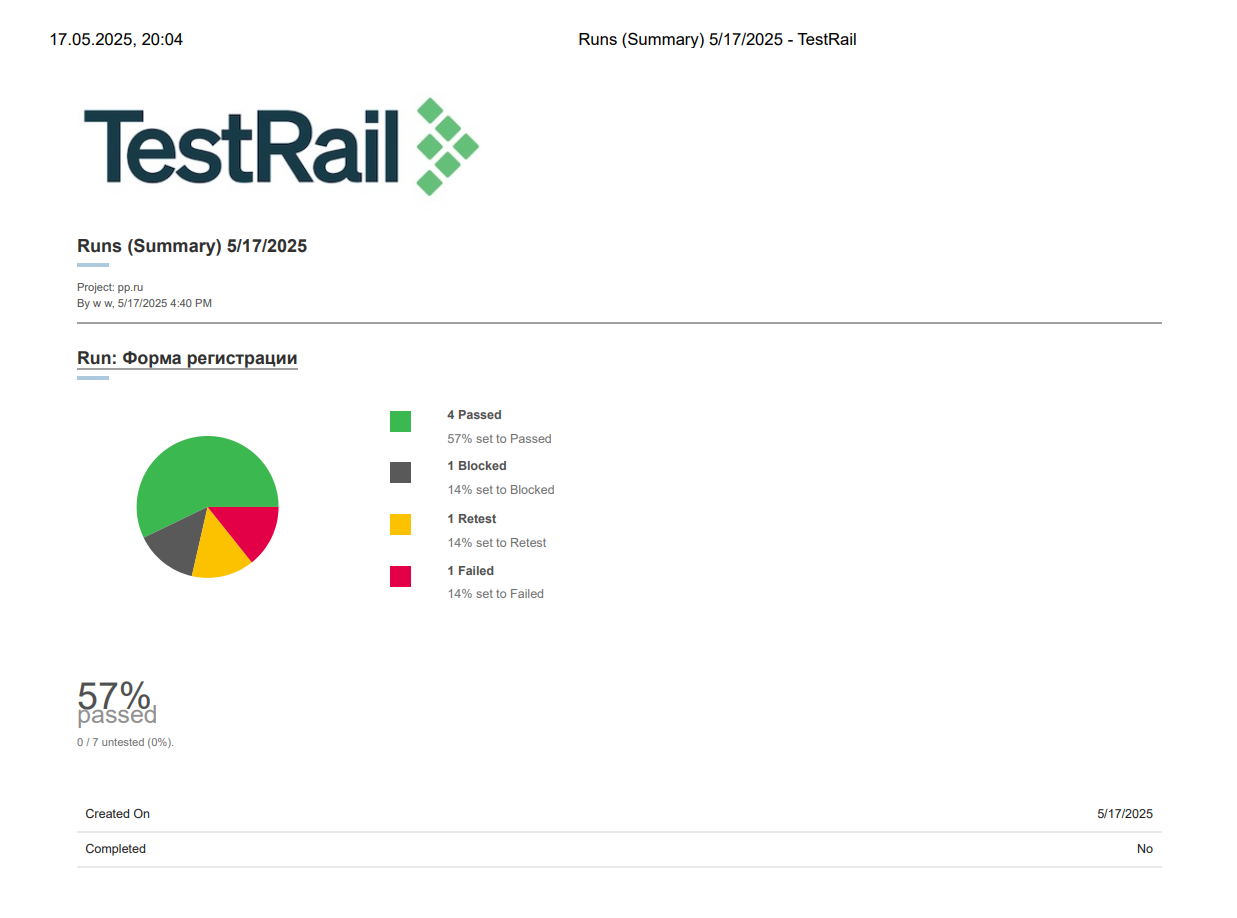 17.05.2025, 20:04 Runs (Summary) 5/17/2025 - TestRail
TestRail
Runs (Summary) 5/17/2025
Project: pp.ru
By w w, 5/17/2025 4:40 PM
Run: Форма регистрации
4 Passed
57% set to Passed
1 Blocked
14% set to Blocked
1 Retest
14% set to Retest
1 Failed
14% set to Failed
57%
passed
0 / 7 untested (0%).
Created On 5/17/2025
Completed No